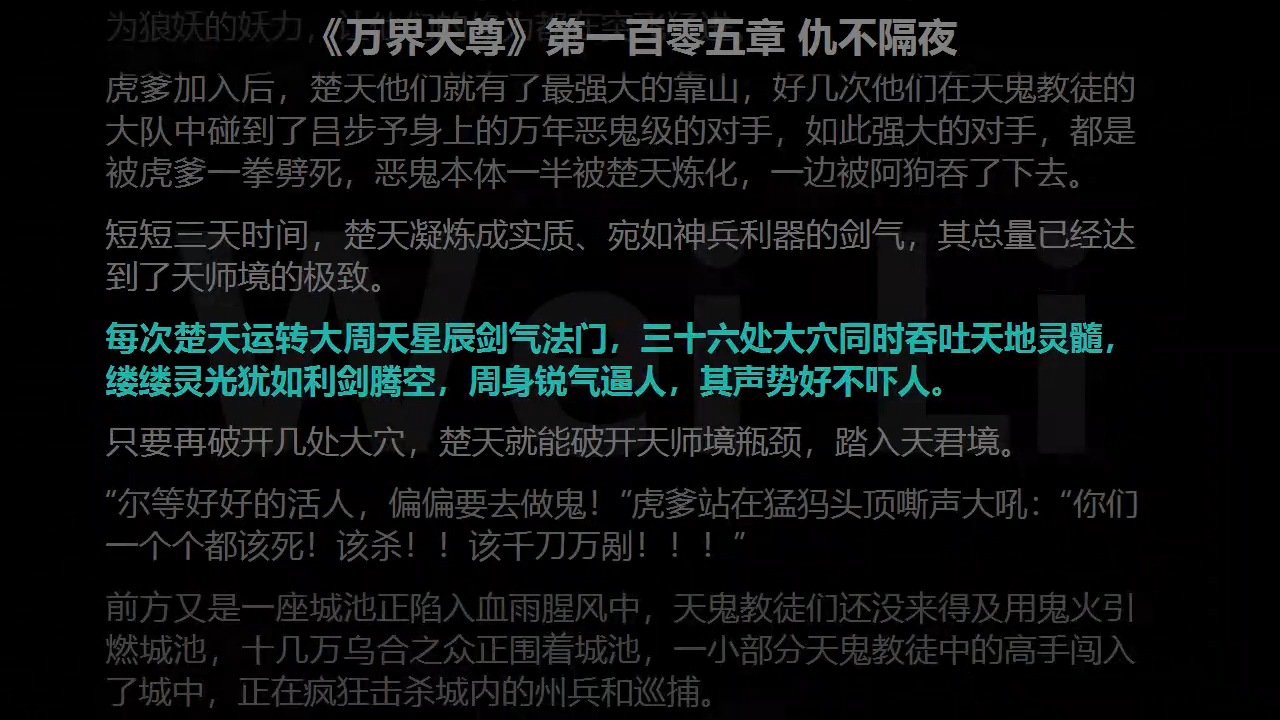 为狼妖的妖力，
《万界天尊》第一百零五章 仇不隔夜
虎爹加入后，楚天他们就有了最强大的靠山，好几次他们在天鬼教徒的
大队中碰到了吕步予身上的万年恶鬼级的对手，如此强大的对手，都是
被虎爹一拳劈死，恶鬼本体一半被楚天炼化，一边被阿狗吞了下去。
短短三天时间，楚天凝炼成实质、宛如神兵利器的剑气，其总量已经达
到了天师境的极致。
每次楚天运转大周天星辰剑气法门，三十六处大穴同时吞吐天地灵髓，
缕缕灵光犹如利剑腾空，周身锐气逼人，其声势好不吓人。
只要再破开几处大穴，楚天就能破开天师境瓶颈，踏入天君境。
“尔等好好的活人，偏偏要去做鬼！”虎爹站在猛犸头顶嘶声大吼：“你们
一个个都该死！该杀！！该千刀万剐！！！”
前方又是一座城池正陷入血雨腥风中，天鬼教徒们还没来得及用鬼火引
燃城池，十几万乌合之众正围着城池，一小部分天鬼教徒中的高手闯入
了城中，正在疯狂击杀城内的州兵和巡捕。
Wei Li